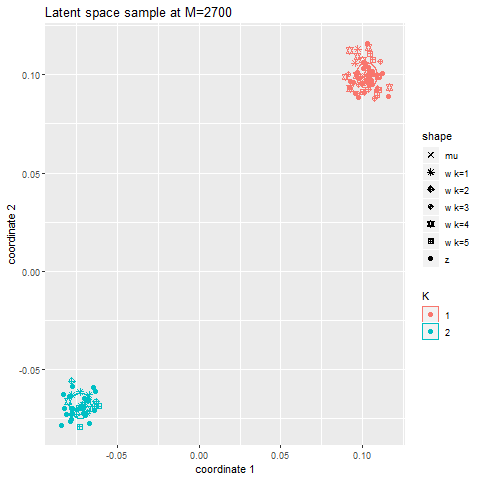 Latent space sample at M=2700
0.10
0.05
0.00
-0.05
coordinate 2
-0.05
0.00
0.05
0.10
coordinate 1
shape
mu
w k=1
w k=2
w k=3
w k=4
w k=5
z
K
1
2